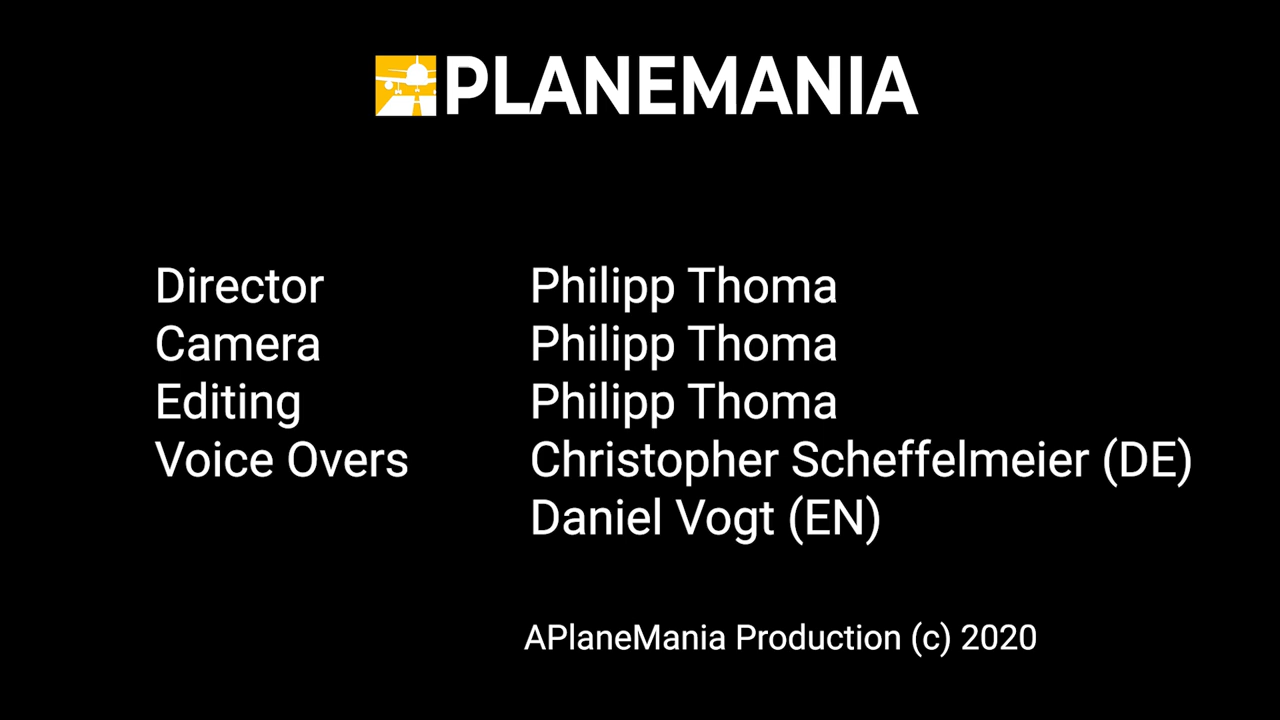 PLANEMANIA
Director Philipp Thoma
Camera Philipp Thoma
Editing Philipp Thoma
Voice Overs Christopher Scheffelmeier (DE)
Daniel Vogt (EN)
APlaneMania Production (c) 2020